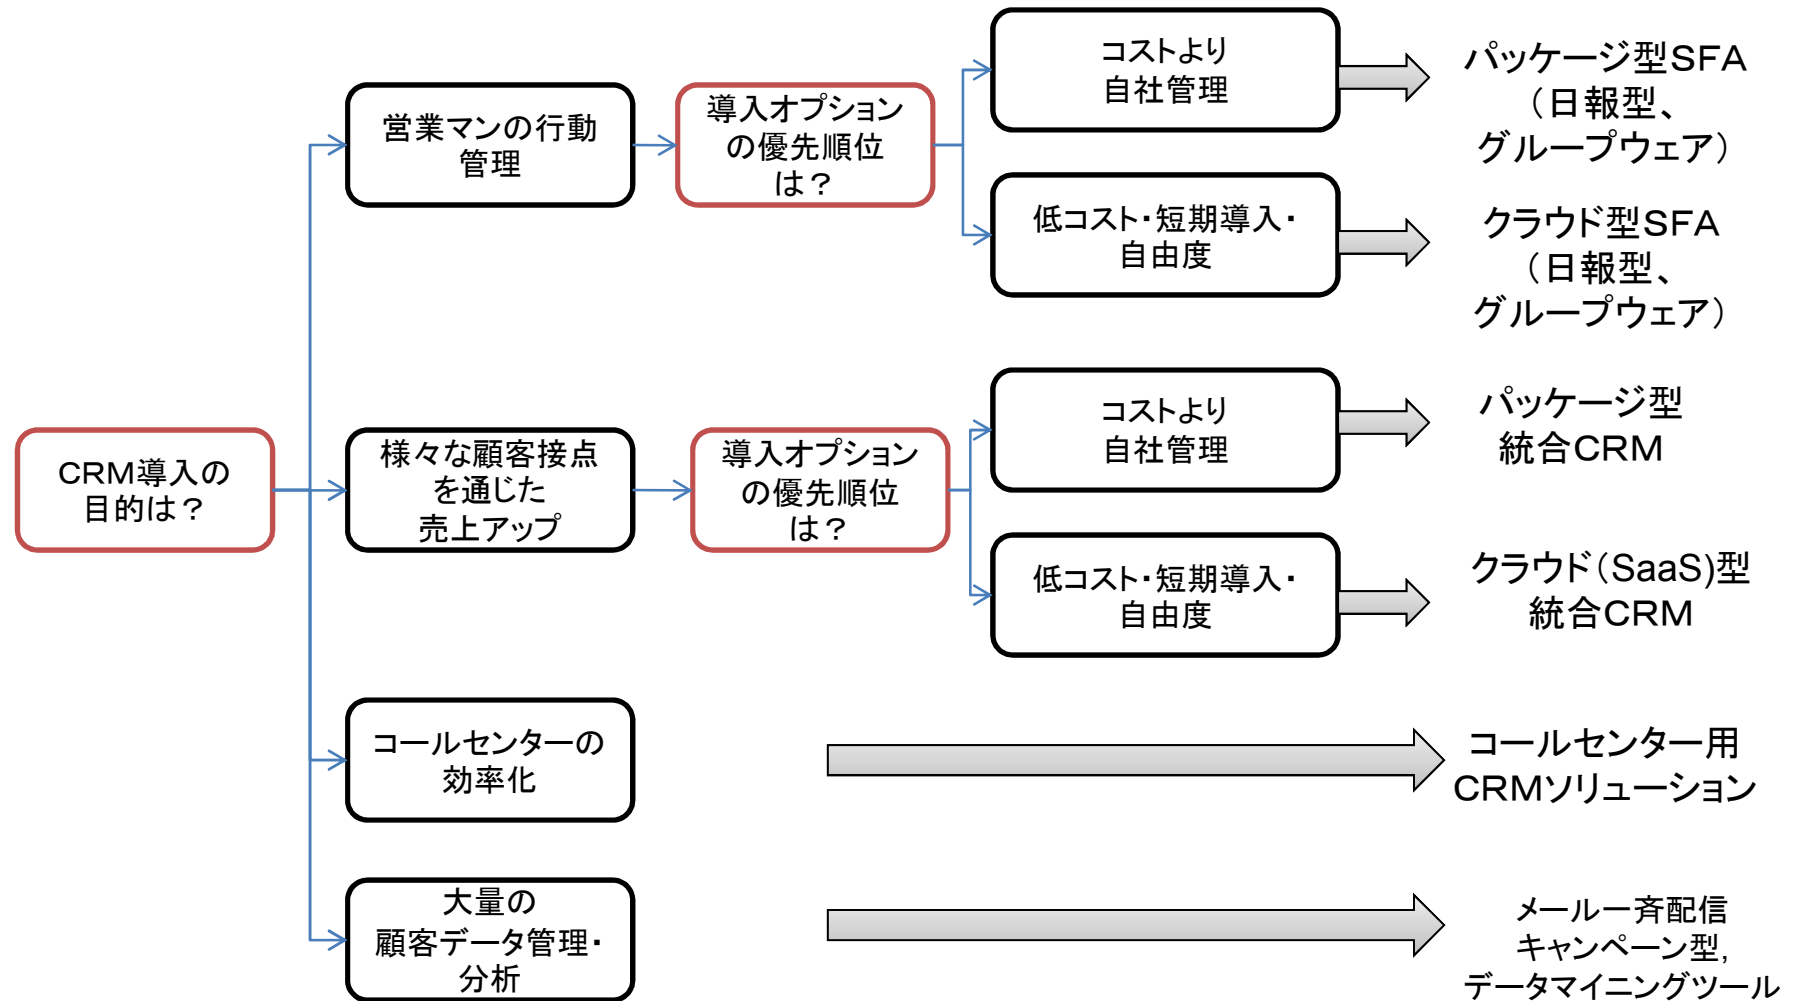 CRM導入の
目的は？
営業マンの行動
管理
導入オプション
の優先順位
は？
コストより
自社管理
パッケージ型SFA
（日報型、
グループウェア）
低コスト・短期導入・
自由度
クラウド型SFA
（日報型、
グループウェア）
様々な顧客接点
を通じた
売上アップ
導入オプション
の優先順位
は？
コストより
自社管理
パッケージ型
統合CRM
低コスト・短期導入・
自由度
クラウド（SaaS)型
統合CRM
コールセンターの
効率化
コールセンター用
CRMソリューション
大量の
顧客データ管理・
分析
メール一斉配信
キャンペーン型,
データマイニングツール